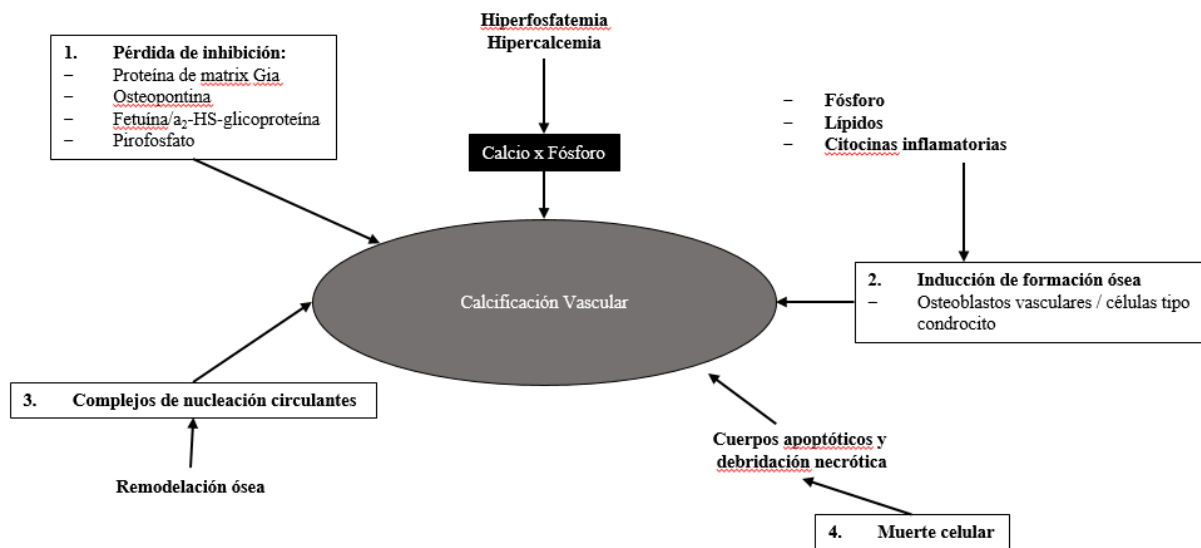 Hiperfosfatemia
Hipercalcemia
1. Pérdida de inhibición:
– Proteína de matrix Gia
– Osteopontina
– Fetuína/a₂-HS-glicoproteína
– Pirofosfato
Calcio x Fósforo
– Fósforo
– Lípidos
– Citocinas inflamatorias
Calcificación Vascular
2. Inducción de formación ósea
– Osteoblastos vasculares / células tipo
condrocito
3. Complejos de nucleación circulantes
Remodelación ósea
Cuerpos apoptóticos y
debridación necrótica
4. Muerte celular